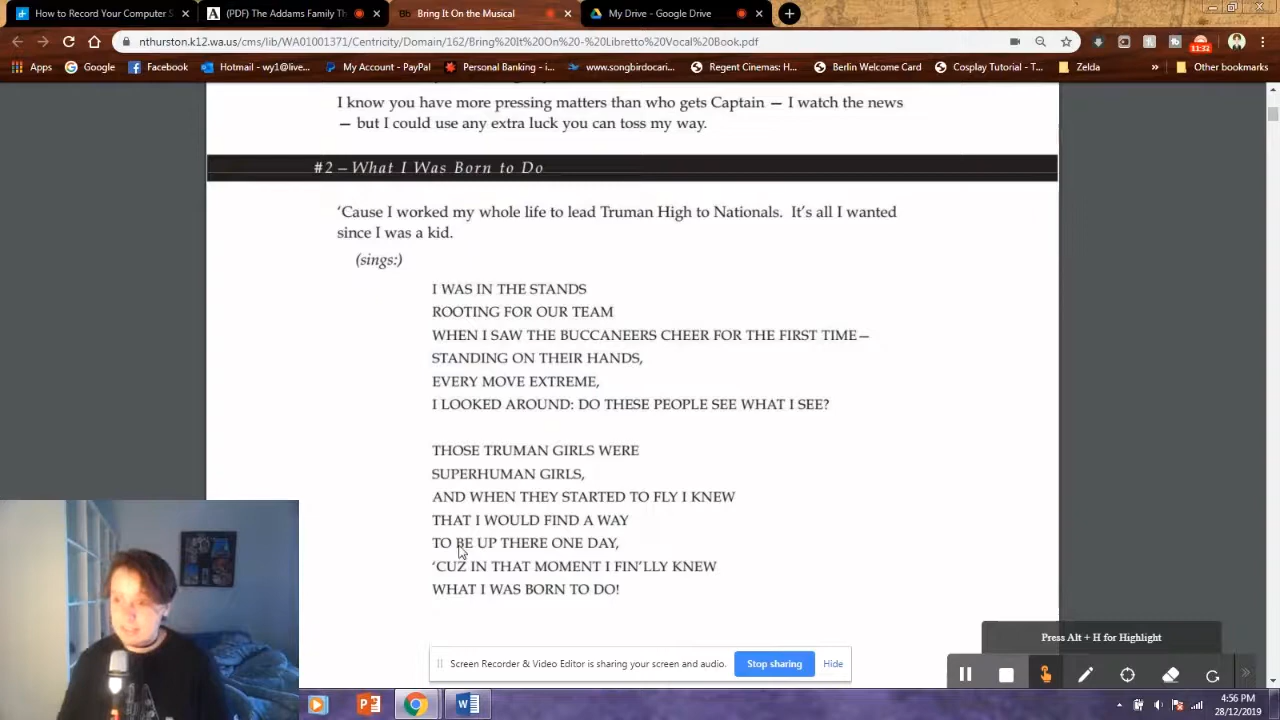 How to Record Your Computer S
(PDF) The Addams Family Th
Bb Bring It On the Musical
My Drive - Google Drive
nthurston.k12.wa.us/cms/lib/WA01001371/Centricity/Domain/162/Bring%20It%20On%20-%20Libretto%20Vocal%20Book.pdf
11:32
Apps Google Facebook Hotmail - wy1@live... My Account - PayPal Personal Banking - i... www.songbirdocari... Regent Cinemas: H... Berlin Welcome Card Cosplay Tutorial - T... Zelda » Other bookmarks
I know you have more pressing matters than who gets Captain — I watch the news
— but I could use any extra luck you can toss my way.
#2 – What I Was Born to Do
‘Cause I worked my whole life to lead Truman High to Nationals. It’s all I wanted
since I was a kid.
(sings:)
I WAS IN THE STANDS
ROOTING FOR OUR TEAM
WHEN I SAW THE BUCCANEERS CHEER FOR THE FIRST TIME—
STANDING ON THEIR HANDS,
EVERY MOVE EXTREME,
I LOOKED AROUND: DO THESE PEOPLE SEE WHAT I SEE?
THOSE TRUMAN GIRLS WERE
SUPERHUMAN GIRLS,
AND WHEN THEY STARTED TO FLY I KNEW
THAT I WOULD FIND A WAY
TO BE UP THERE ONE DAY,
‘CUZ IN THAT MOMENT I FIN’LLY KNEW
WHAT I WAS BORN TO DO!
Press Alt + H for Highlight
Screen Recorder & Video Editor is sharing your screen and audio. Stop sharing Hide
4:56 PM
28/12/2019